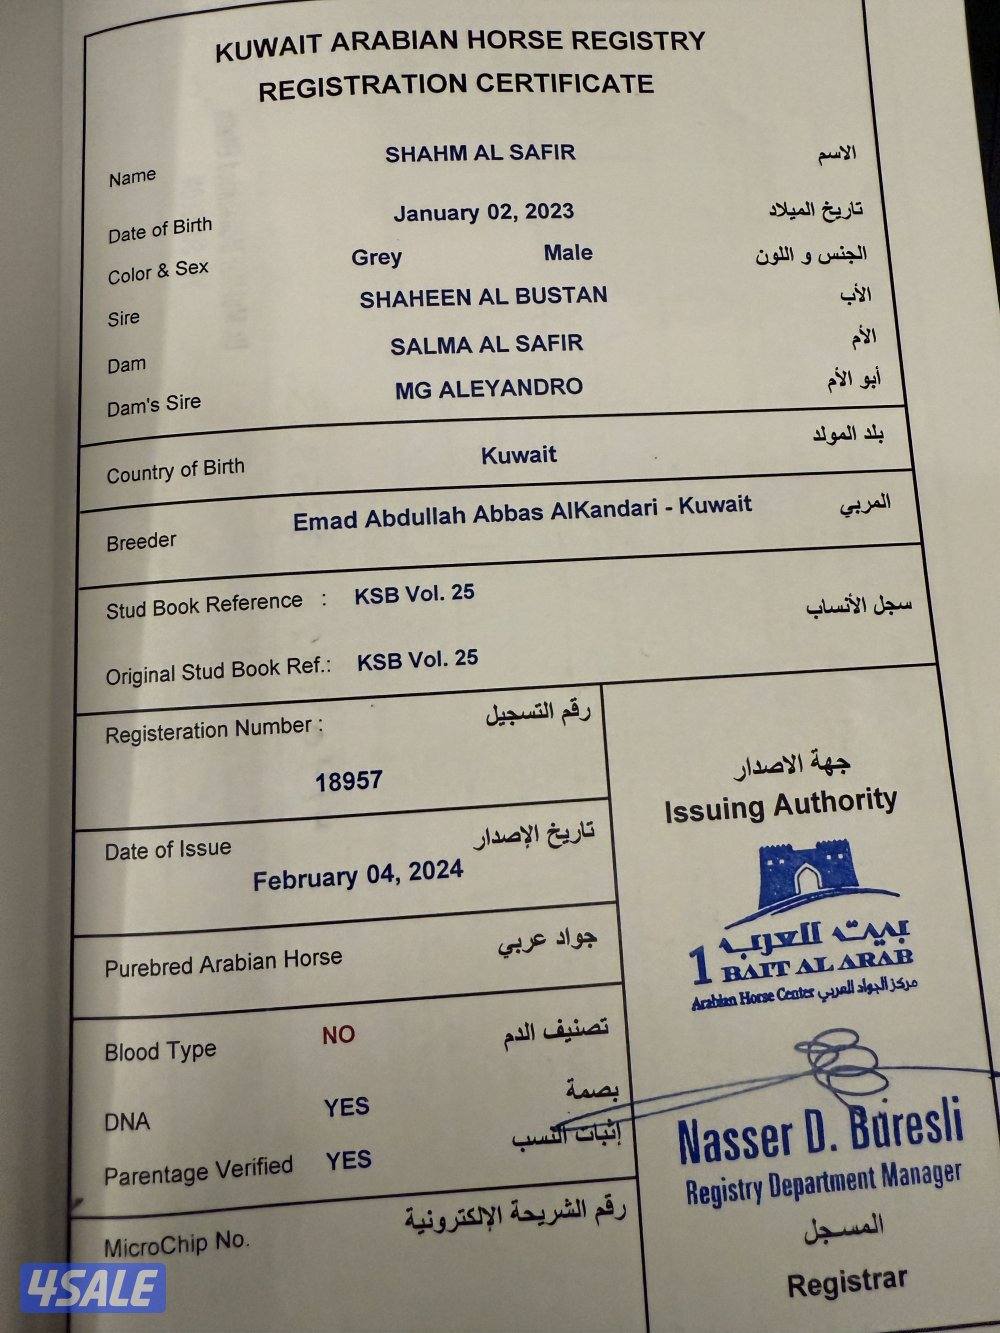 KUWAIT ARABIAN HORSE REGISTRY
REGISTRATION CERTIFICATE
Name SHAHM AL SAFIR الاسم
Date of Birth January 02, 2023 تاريخ الميلاد
Color & Sex Grey Male الجنس و اللون
Sire SHAHEEN AL BUSTAN الأب
Dam SALMA AL SAFIR الأم
Dam's Sire MG ALEYANDRO أبو الأم
Country of Birth Kuwait بلد المولد
Breeder Emad Abdullah Abbas AlKandari - Kuwait المربي
Stud Book Reference : KSB Vol. 25 سجل الأنساب
Original Stud Book Ref.: KSB Vol. 25
Registeration Number : رقم التسجيل
18957
Date of Issue تاريخ الإصدار
February 04, 2024
Purebred Arabian Horse جواد عربي
Blood Type NO تصنيف الدم
DNA YES بصمة
Parentage Verified YES إثبات النسب
MicroChip No. رقم الشريحة الإلكترونية
جهة الاصدار
Issuing Authority
بيت العرب
1 BAIT AL ARAB
Arabian Horse Center مركز الجواد العربي
Nasser D. Buresli
Registry Department Manager
المسجل
Registrar
4SALE